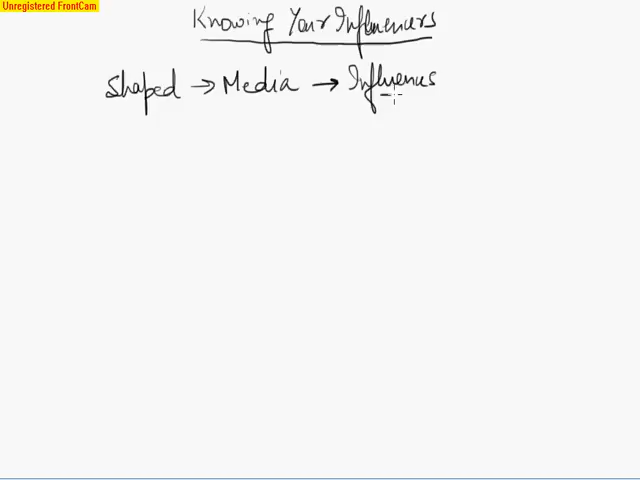 Unregistered FrontCam
Knowing Your Influencers
Shaped → Media → Influences